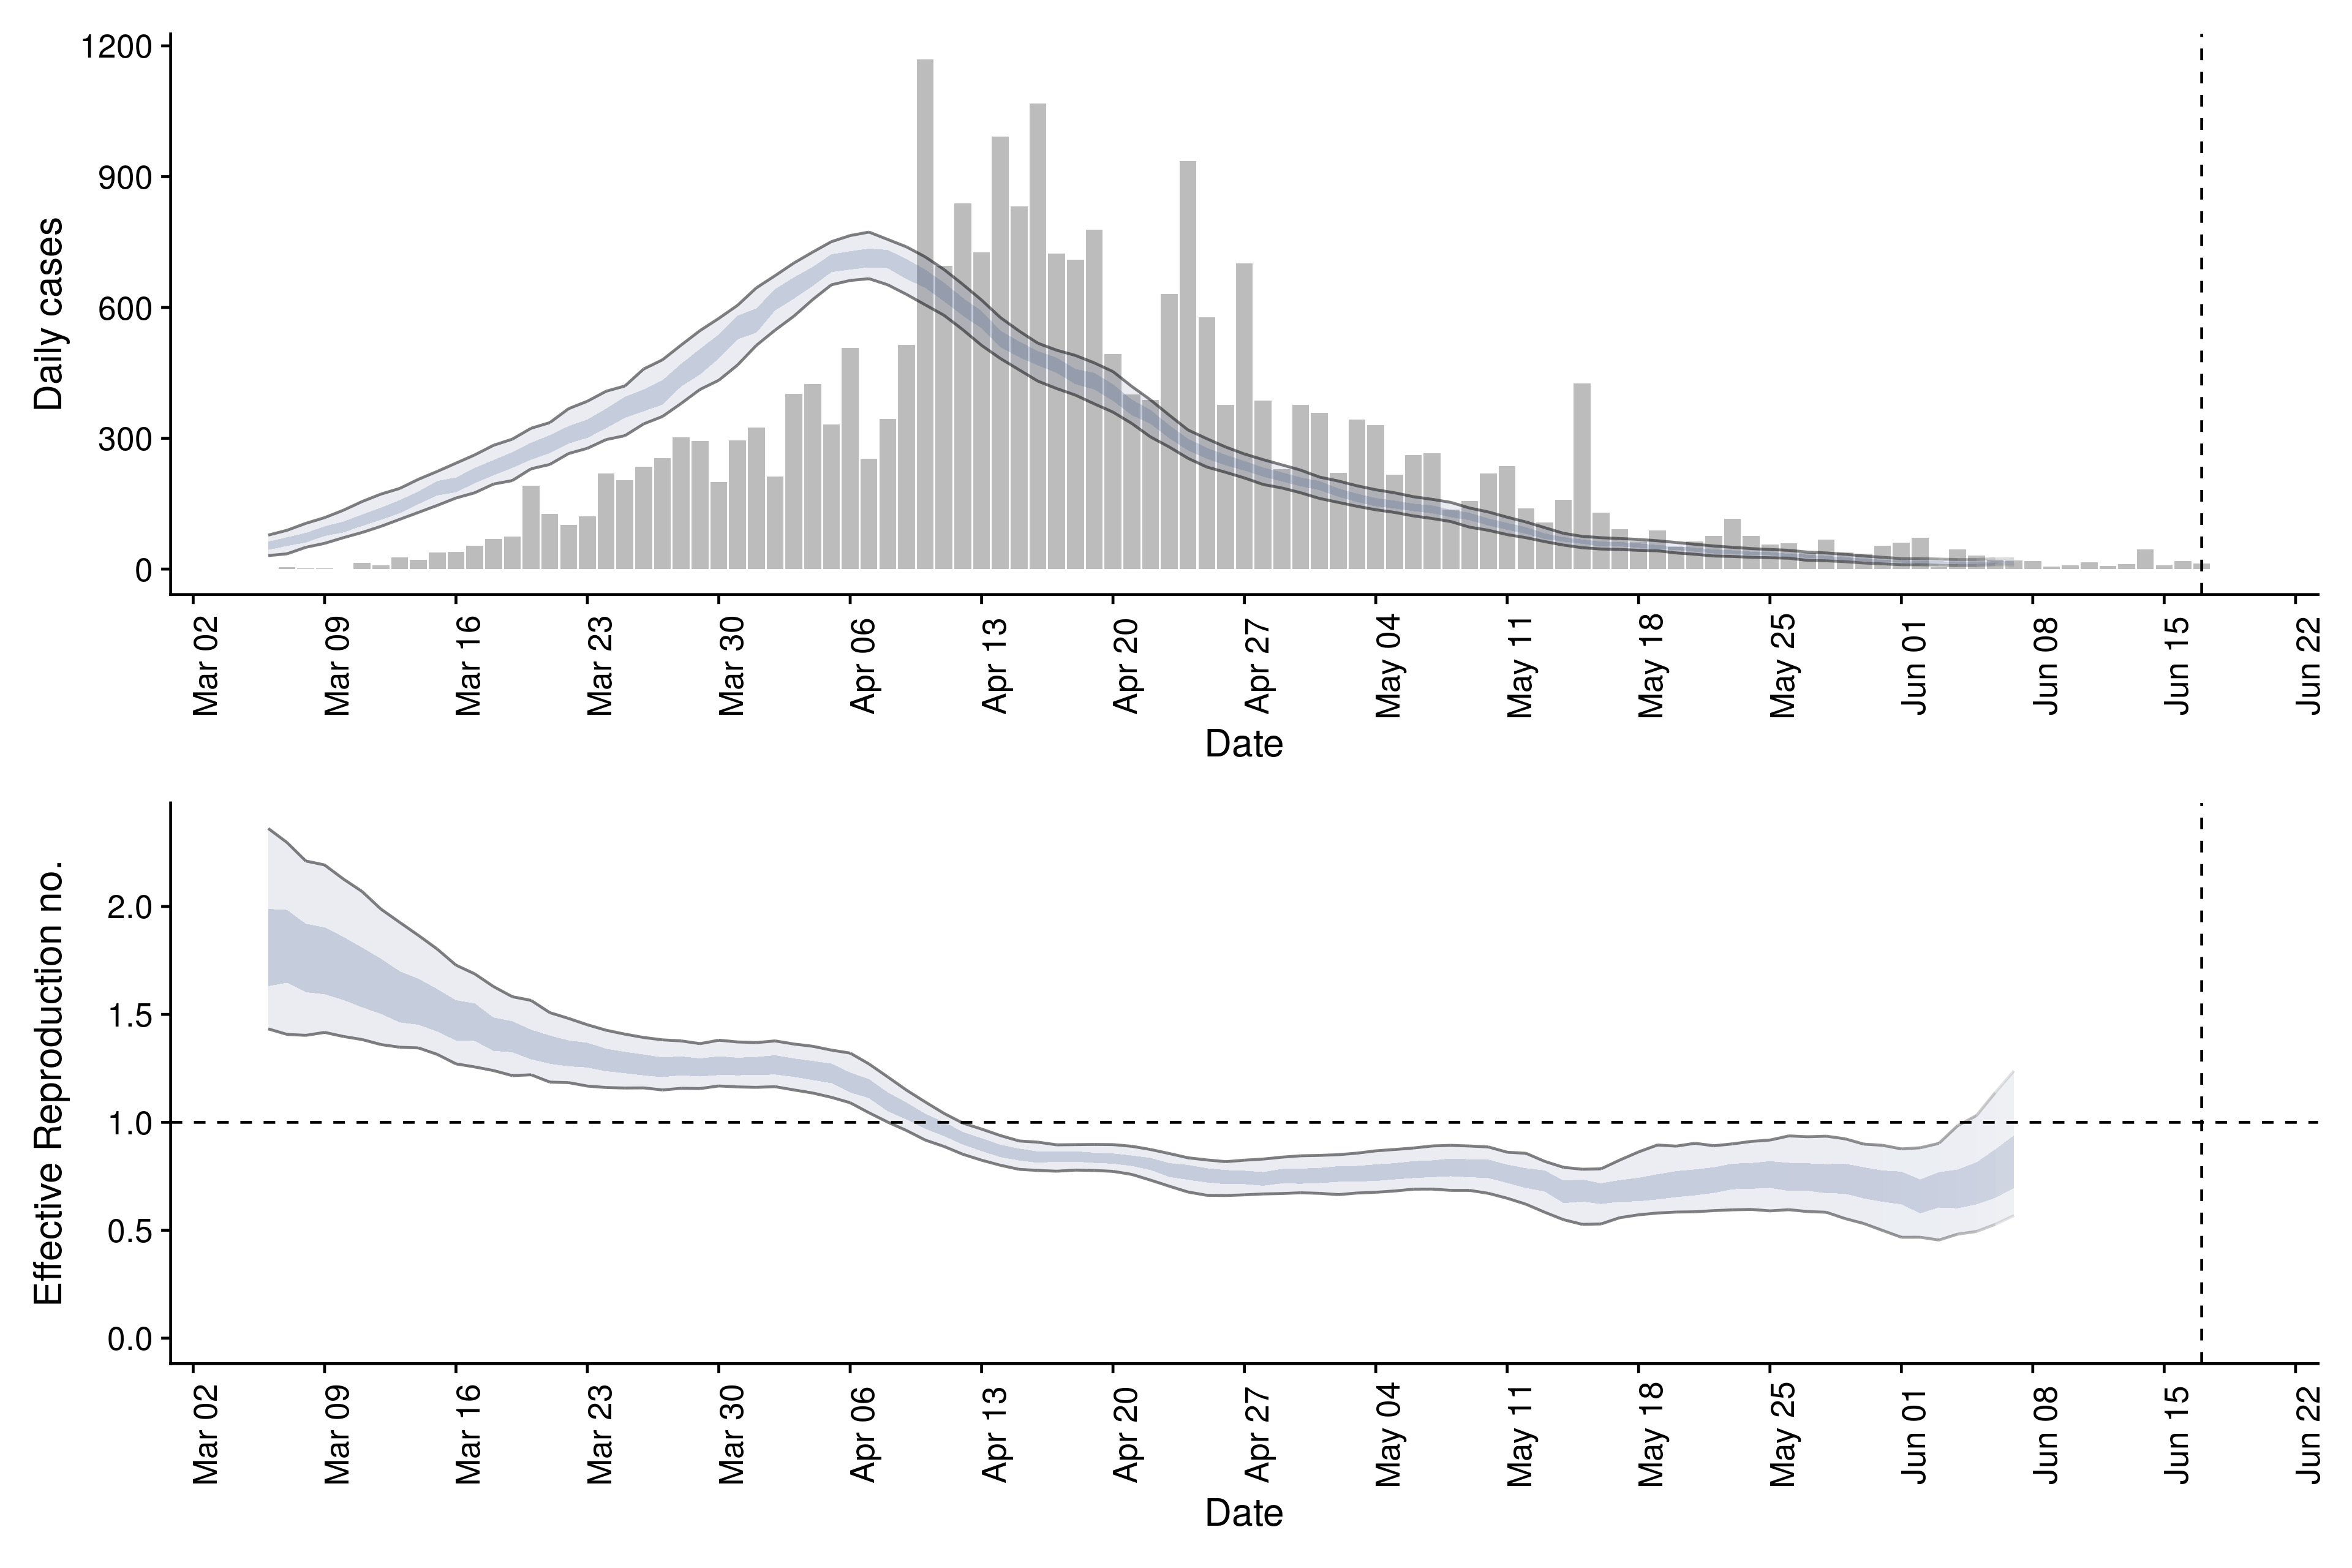 Daily cases
1200
900
600
300
0
Mar 02
Mar 09
Mar 16
Mar 23
Mar 30
Apr 06
Apr 13
Apr 20
Apr 27
May 04
May 11
May 18
May 25
Jun 01
Jun 08
Jun 15
Jun 22
Date
Effective Reproduction no.
2.0
1.5
1.0
0.5
0.0
Mar 02
Mar 09
Mar 16
Mar 23
Mar 30
Apr 06
Apr 13
Apr 20
Apr 27
May 04
May 11
May 18
May 25
Jun 01
Jun 08
Jun 15
Jun 22
Date